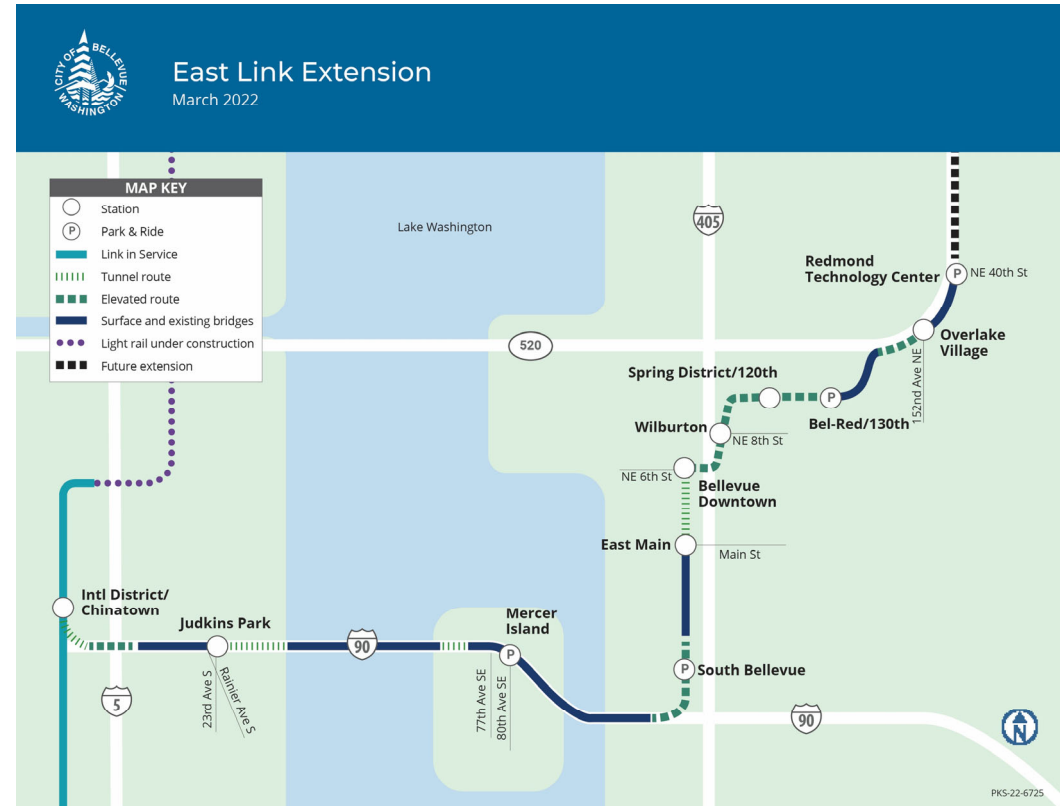 CITY OF BELLEVUE
WASHINGTON
East Link Extension
March 2022
MAP KEY
Station
P Park & Ride
Link in Service
Tunnel route
Elevated route
Surface and existing bridges
Light rail under construction
Future extension
Lake Washington
405
Redmond
Technology Center
P
NE 40th St
520
Overlake
Village
152nd Ave NE
Spring District/120th
P
Bel-Red/130th
Wilburton
NE 8th St
NE 6th St
Bellevue
Downtown
East Main
Main St
Intl District/
Chinatown
Judkins Park
90
Mercer
Island
P
P
South Bellevue
23rd Ave S
Rainier Ave S
77th Ave SE
80th Ave SE
5
90
N
PKS-22-6725